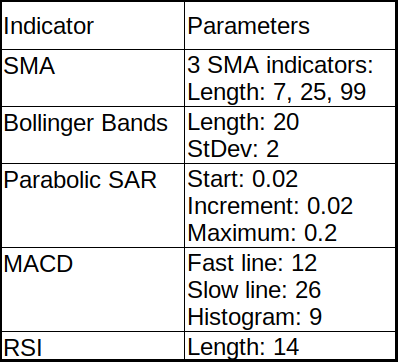 Indicator Parameters
SMA 3 SMA indicators:
Length: 7, 25, 99
Bollinger Bands Length: 20
StDev: 2
Parabolic SAR Start: 0.02
Increment: 0.02
Maximum: 0.2
MACD Fast line: 12
Slow line: 26
Histogram: 9
RSI Length: 14